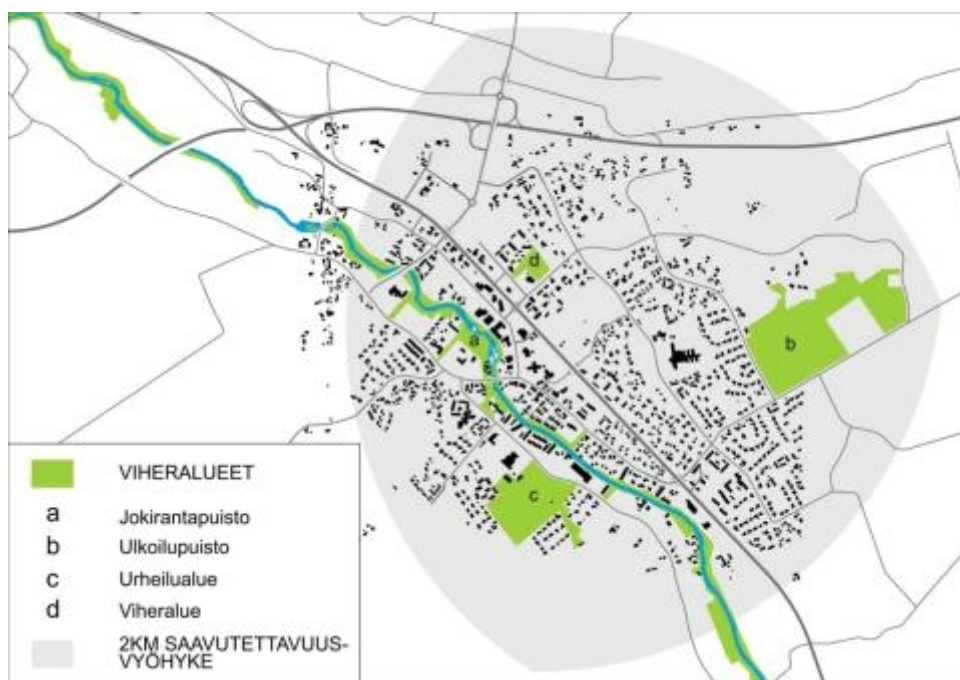 d
b
a
c
VIHERALUEET
a Jokirantapuisto
b Ulkoilupuisto
c Urheilualue
d Viheralue
2KM SAAVUTETTAVUUS-
VYÖHYKE